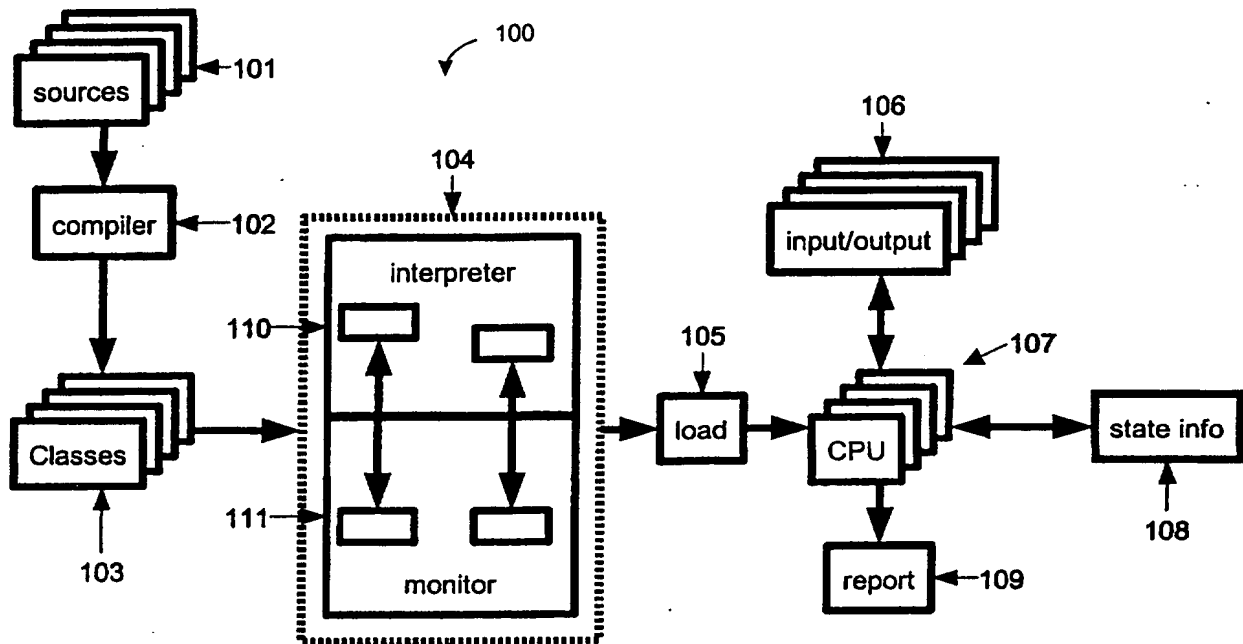 100
sources
101
compiler
102
Classes
103
104
interpreter
110
111
monitor
105
load
106
input/output
107
CPU
state info
108
report
109